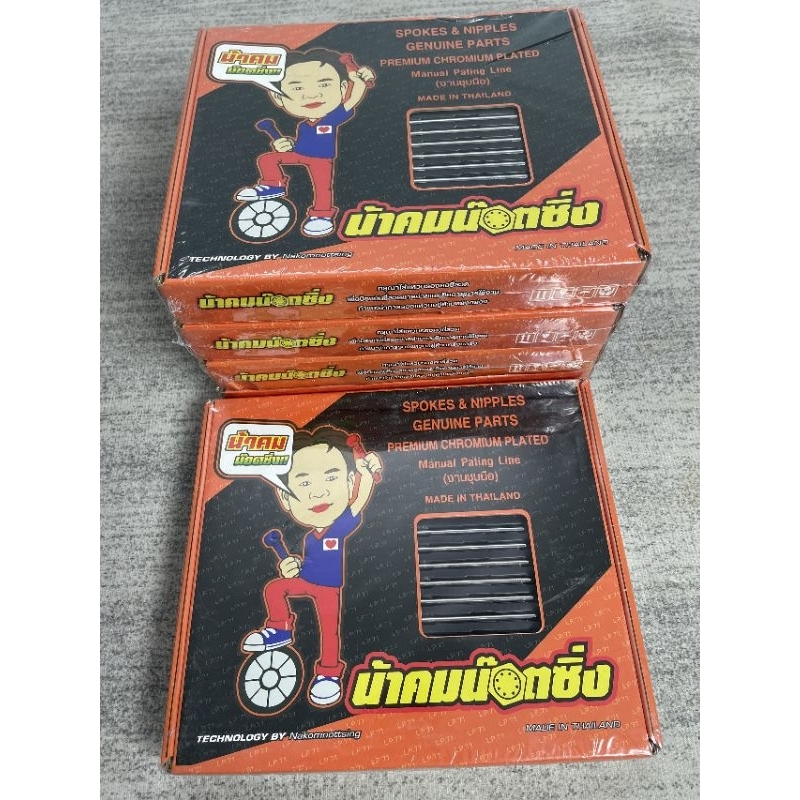 น้าคม
น๊อตซิ่ง!!
SPOKES & NIPPLES
GENUINE PARTS
PREMIUM CHROMIUM PLATED
Manual Pating Line
(งานชุบมือ)
MADE IN THAILAND
น้าคมน๊อตซิ่ง
TECHNOLOGY BY Nakomnottsing
MADE IN THAILAND
น้าคมน๊อตซิ่ง
น้าคมน๊อตซิ่ง
น้าคมน๊อตซิ่ง
น้าคม
น๊อตซิ่ง!!
SPOKES & NIPPLES
GENUINE PARTS
PREMIUM CHROMIUM PLATED
Manual Pating Line
(งานชุบมือ)
MADE IN THAILAND
น้าคมน๊อตซิ่ง
TECHNOLOGY BY Nakomnottsing
MADE IN THAILAND